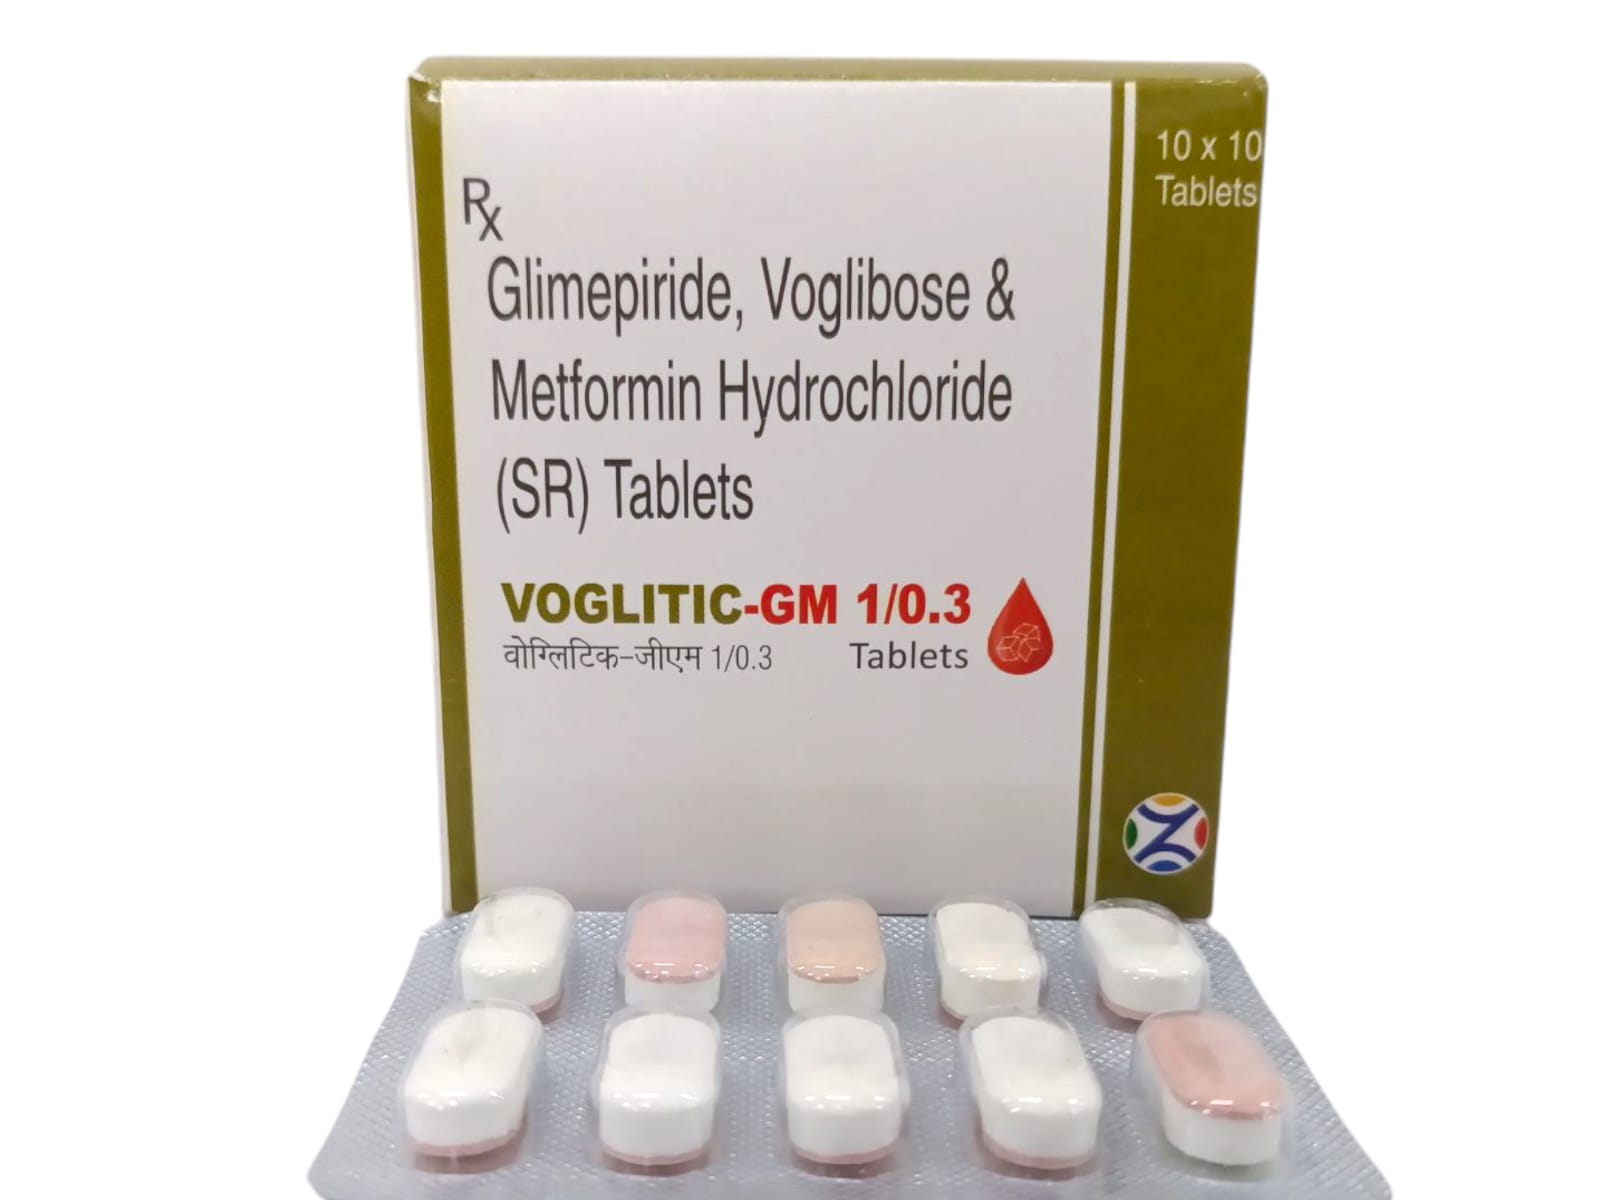 10 x 10
Tablets
Rx
Glimepiride, Voglibose &
Metformin Hydrochloride
(SR) Tablets
VOGLITIC-GM 1/0.3
वोग्लिटिक-जीएम 1/0.3 Tablets
Z